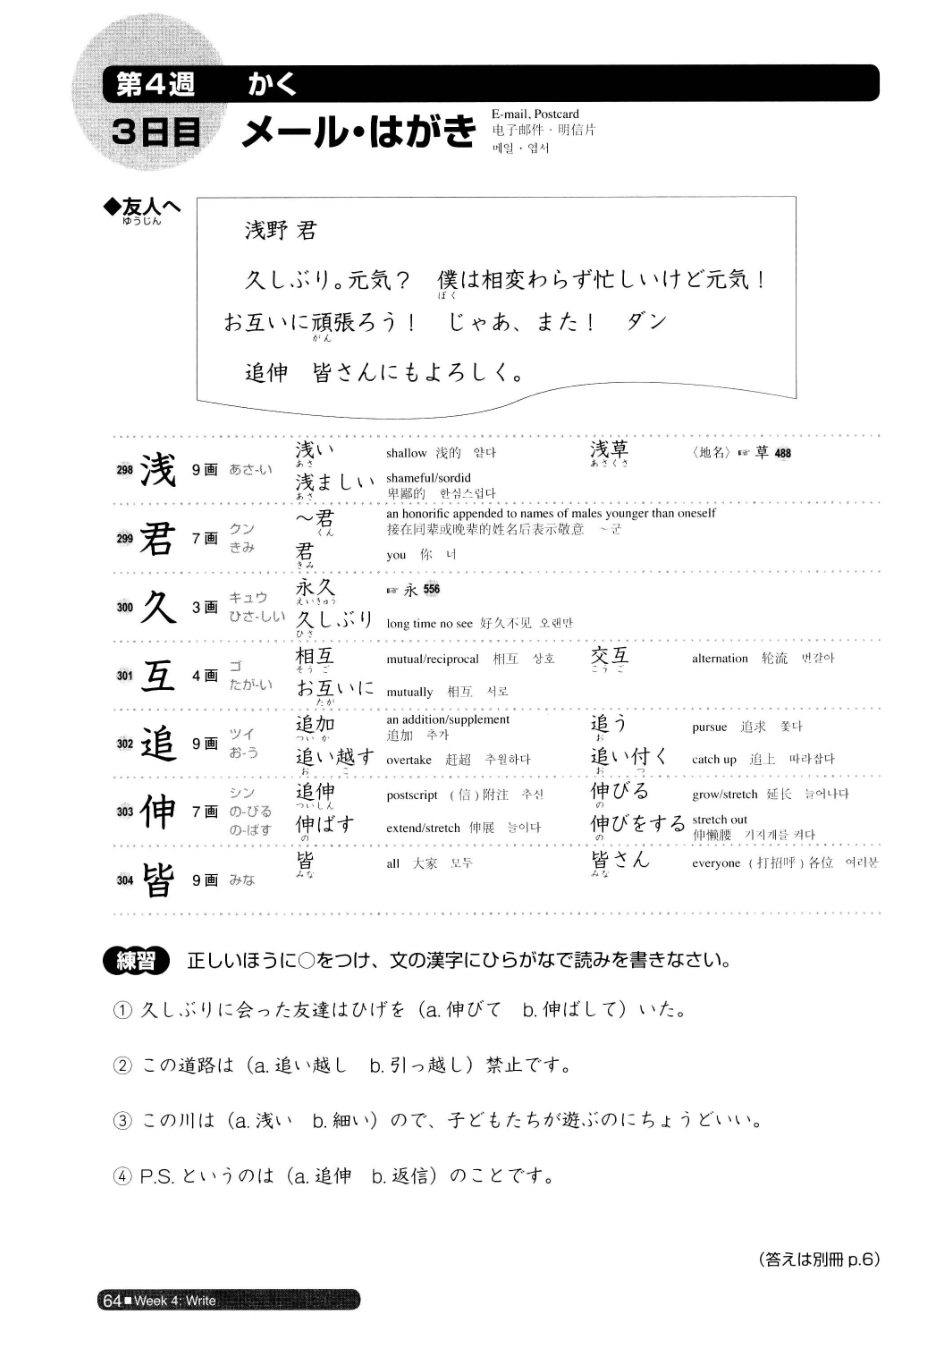 第4週 かく
3日目 メール・はがき
E-mail, Postcard
电子邮件・明信片
메일・엽서
◆友人へ
ゆうじん
浅野 君
久しぶり。元気？ 僕は相変わらず忙しいけど元気！
ぼく
お互いに頑張ろう！ じゃあ、また！ ダン
がん
追伸 皆さんにもよろしく。
298 浅 9画 あさ-い
浅い shallow 浅的 얕다 浅草 〈地名〉☞ 草 488
あさ あさくさ
浅ましい shameful/sordid
あさ 卑鄙的 한심스럽다
299 君 7画 クン
きみ
～君 an honorific appended to names of males younger than oneself
くん 接在同辈或晚辈的姓名后表示敬意 ～군
君 you 你 너
きみ
300 久 3画 キュウ
ひさ-しい
永久 ☞ 永 556
えいきゅう
久しぶり long time no see 好久不见 오랜만
ひさ
301 互 4画 ゴ
たが-い
相互 mutual/reciprocal 相互 상호 交互 alternation 轮流 번갈아
そうご こうご
お互いに mutually 相互 서로
たが
302 追 9画 ツイ
お-う
追加 an addition/supplement
ついか 追加 추가
追う pursue 追求 쫓다
お
追い越す overtake 赶超 추월하다 追い付く catch up 追上 따라잡다
お こ お つ
303 伸 7画 シン
の-びる
の-ばす
追伸 postscript （信）附注 추신 伸びる grow/stretch 延长 늘어나다
ついしん の
伸ばす extend/stretch 伸展 늘이다 伸びをする stretch out
の の 伸懒腰 기지개를 켜다
304 皆 9画 みな
皆 all 大家 모두 皆さん everyone（打招呼）各位 여러분
みな みな
練習 正しいほうに○をつけ、文の漢字にひらがなで読みを書きなさい。
① 久しぶりに会った友達はひげを（a. 伸びて b. 伸ばして）いた。
② この道路は（a. 追い越し b. 引っ越し）禁止です。
③ この川は（a. 浅い b. 細い）ので、子どもたちが遊ぶのにちょうどいい。
④ P.S. というのは（a. 追伸 b. 返信）のことです。
（答えは別冊 p.6）
64■Week 4: Write